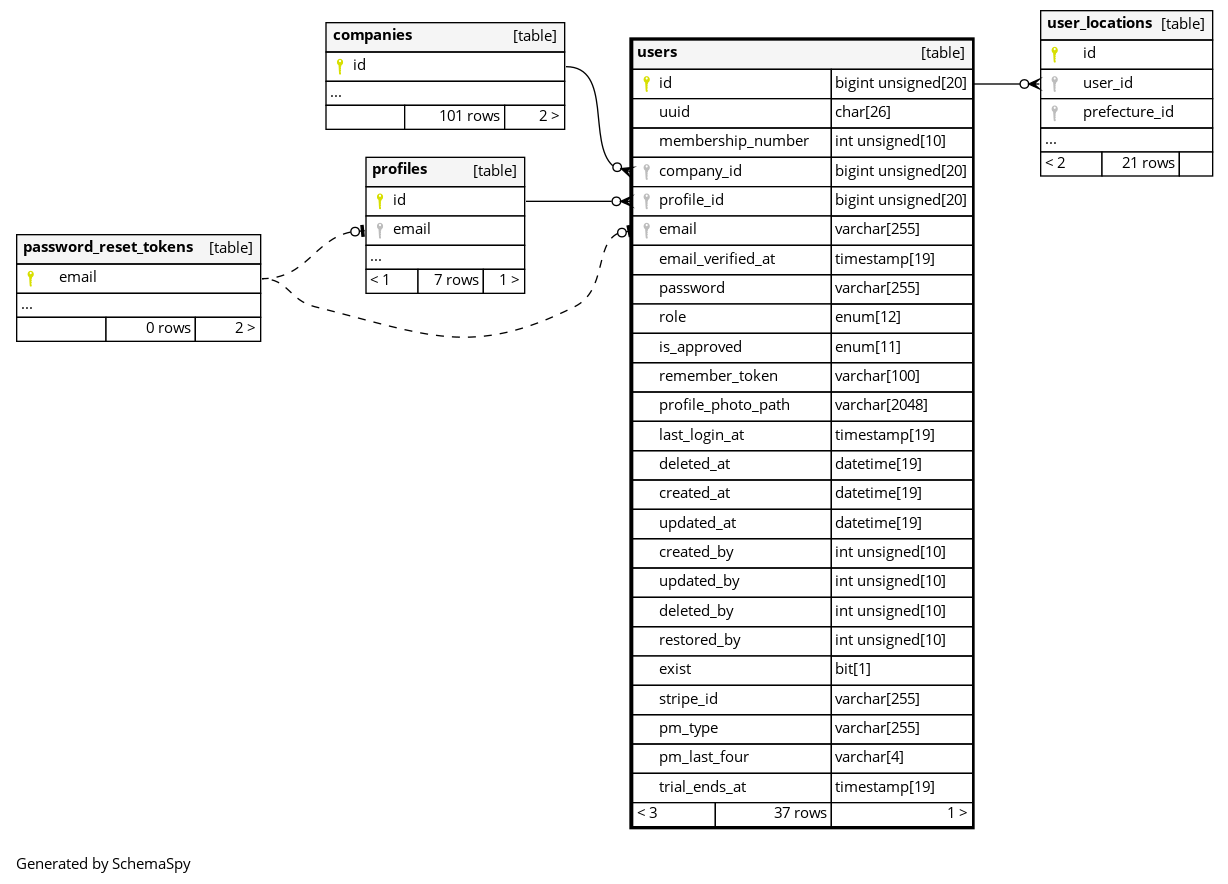 companies [table]
id
...
101 rows 2 >
profiles [table]
id
email
...
< 1 7 rows 1 >
password_reset_tokens [table]
email
...
0 rows 2 >
users [table]
id bigint unsigned[20]
uuid char[26]
membership_number int unsigned[10]
company_id bigint unsigned[20]
profile_id bigint unsigned[20]
email varchar[255]
email_verified_at timestamp[19]
password varchar[255]
role enum[12]
is_approved enum[11]
remember_token varchar[100]
profile_photo_path varchar[2048]
last_login_at timestamp[19]
deleted_at datetime[19]
created_at datetime[19]
updated_at datetime[19]
created_by int unsigned[10]
updated_by int unsigned[10]
deleted_by int unsigned[10]
restored_by int unsigned[10]
exist bit[1]
stripe_id varchar[255]
pm_type varchar[255]
pm_last_four varchar[4]
trial_ends_at timestamp[19]
< 3 37 rows 1 >
user_locations [table]
id
user_id
prefecture_id
...
< 2 21 rows
Generated by SchemaSpy